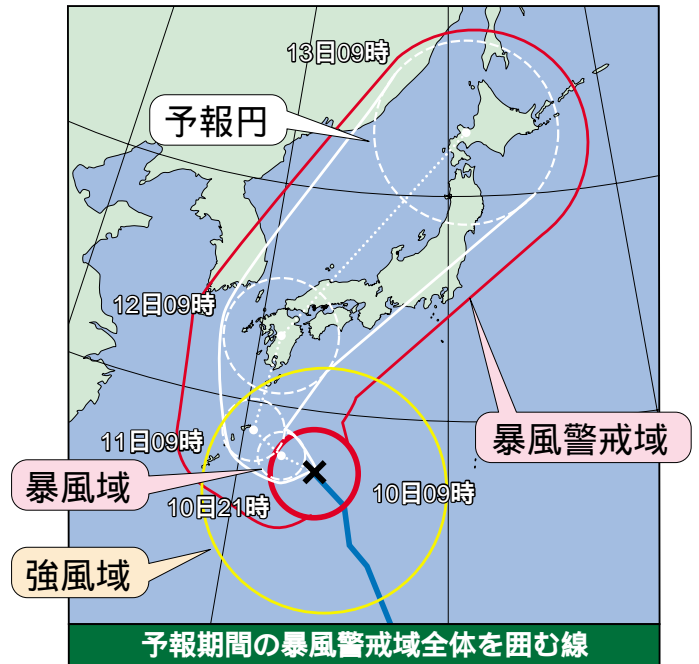 13日09時
予報円
12日09時
11日09時
暴風警戒域
暴風域
10日21時
10日09時
強風域
予報期間の暴風警戒域全体を囲む線